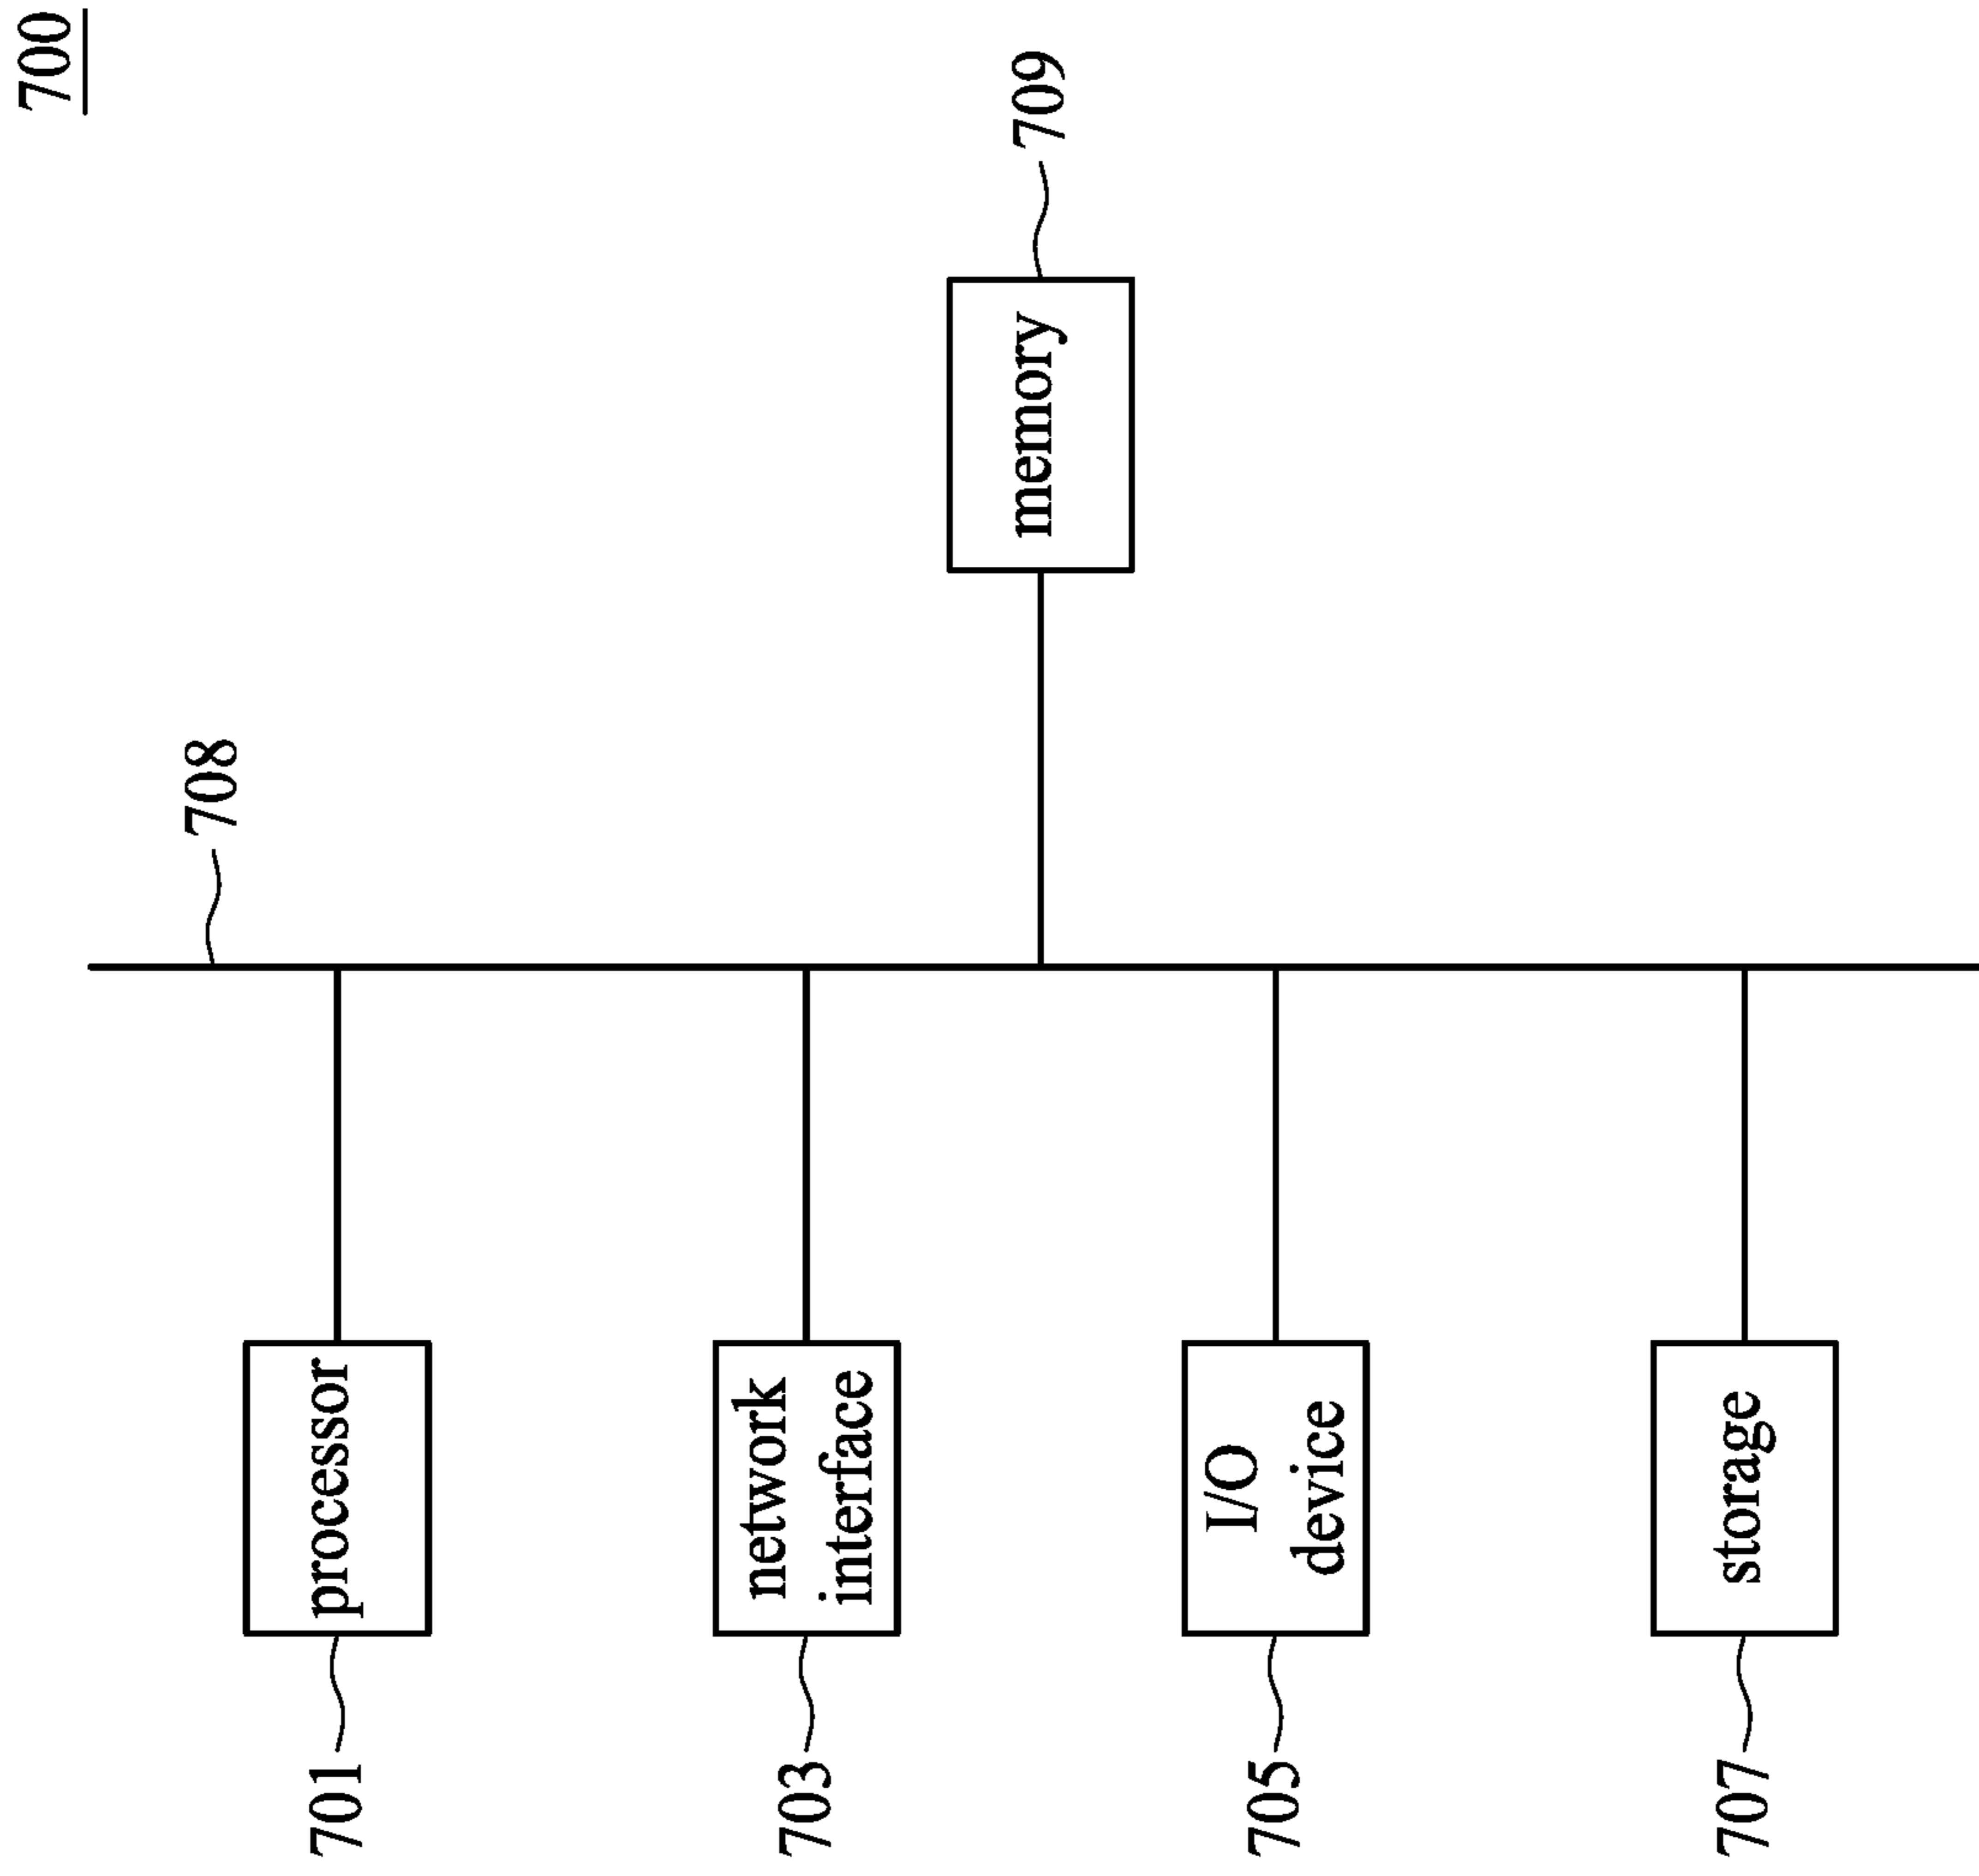 700
701
processor
703
network
interface
705
I/O
device
707
storage
708
memory
709